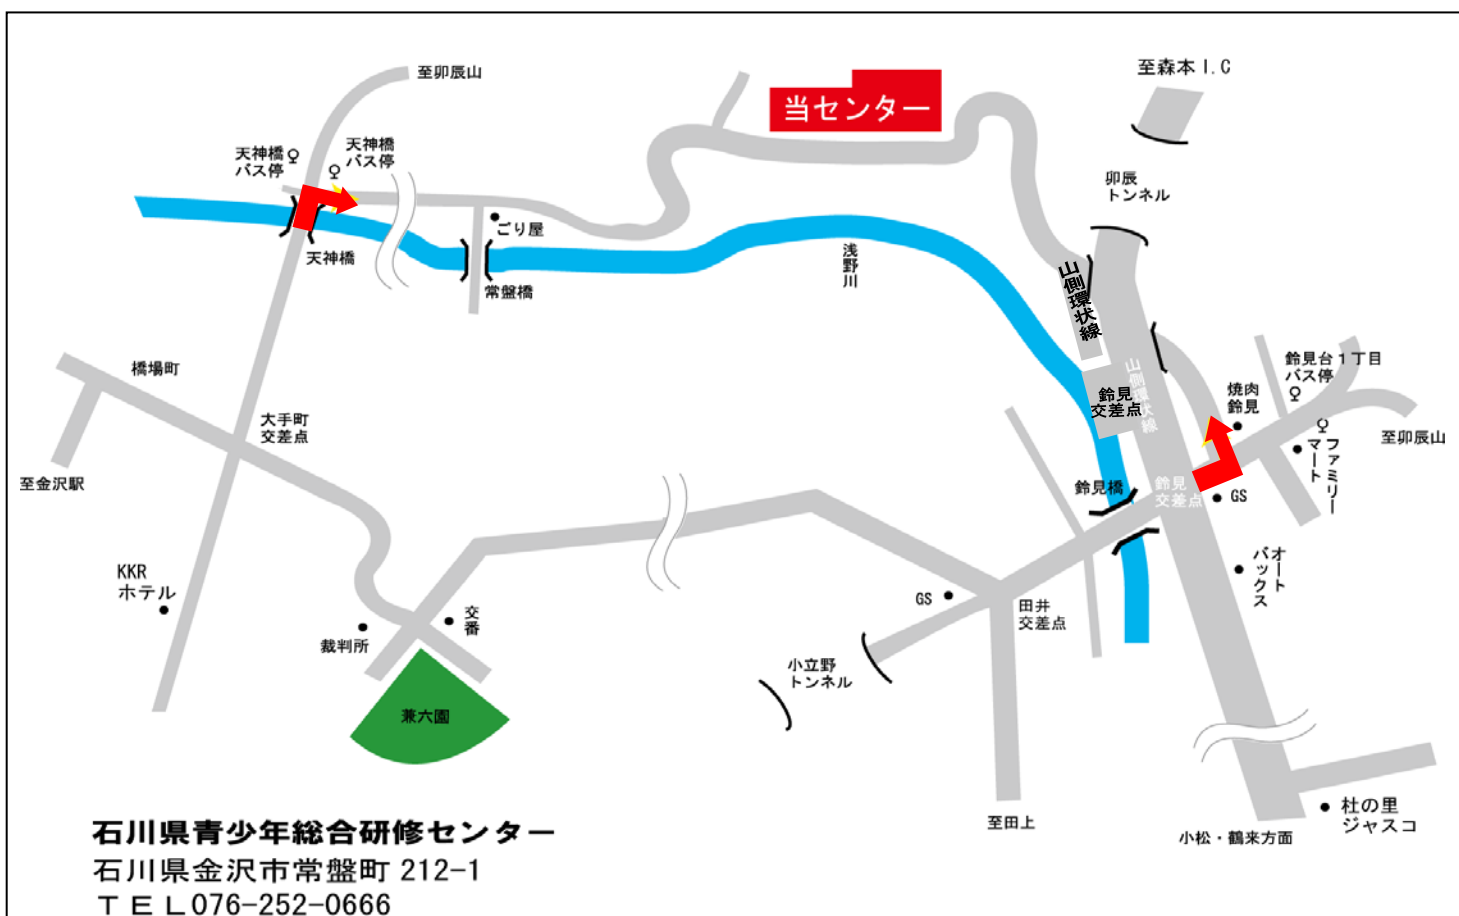 至卯辰山
当センター
至森本 I.C
天神橋
バス停
天神橋
バス停
卯辰
トンネル
ごり屋
天神橋
浅野川
常盤橋
山側環状線
山側環状線
橋場町
鈴見台1丁目
バス停
焼肉
鈴見
鈴見
交差点
大手町
交差点
至卯辰山
ファミリー
マート
至金沢駅
鈴見橋
鈴見
交差点
GS
オート
バックス
KKR
ホテル
GS
田井
交差点
交番
裁判所
小立野
トンネル
兼六園
杜の里
ジャスコ
至田上
小松・鶴来方面
石川県青少年総合研修センター
石川県金沢市常盤町 212-1
TEL076-252-0666